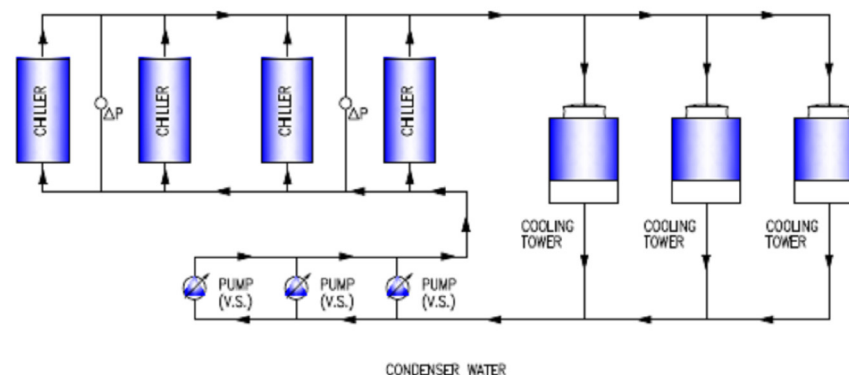 CHILLER
ΔP
CHILLER
CHILLER
ΔP
CHILLER
COOLING
TOWER
COOLING
TOWER
COOLING
TOWER
PUMP
(V.S.)
PUMP
(V.S.)
PUMP
(V.S.)
CONDENSER WATER